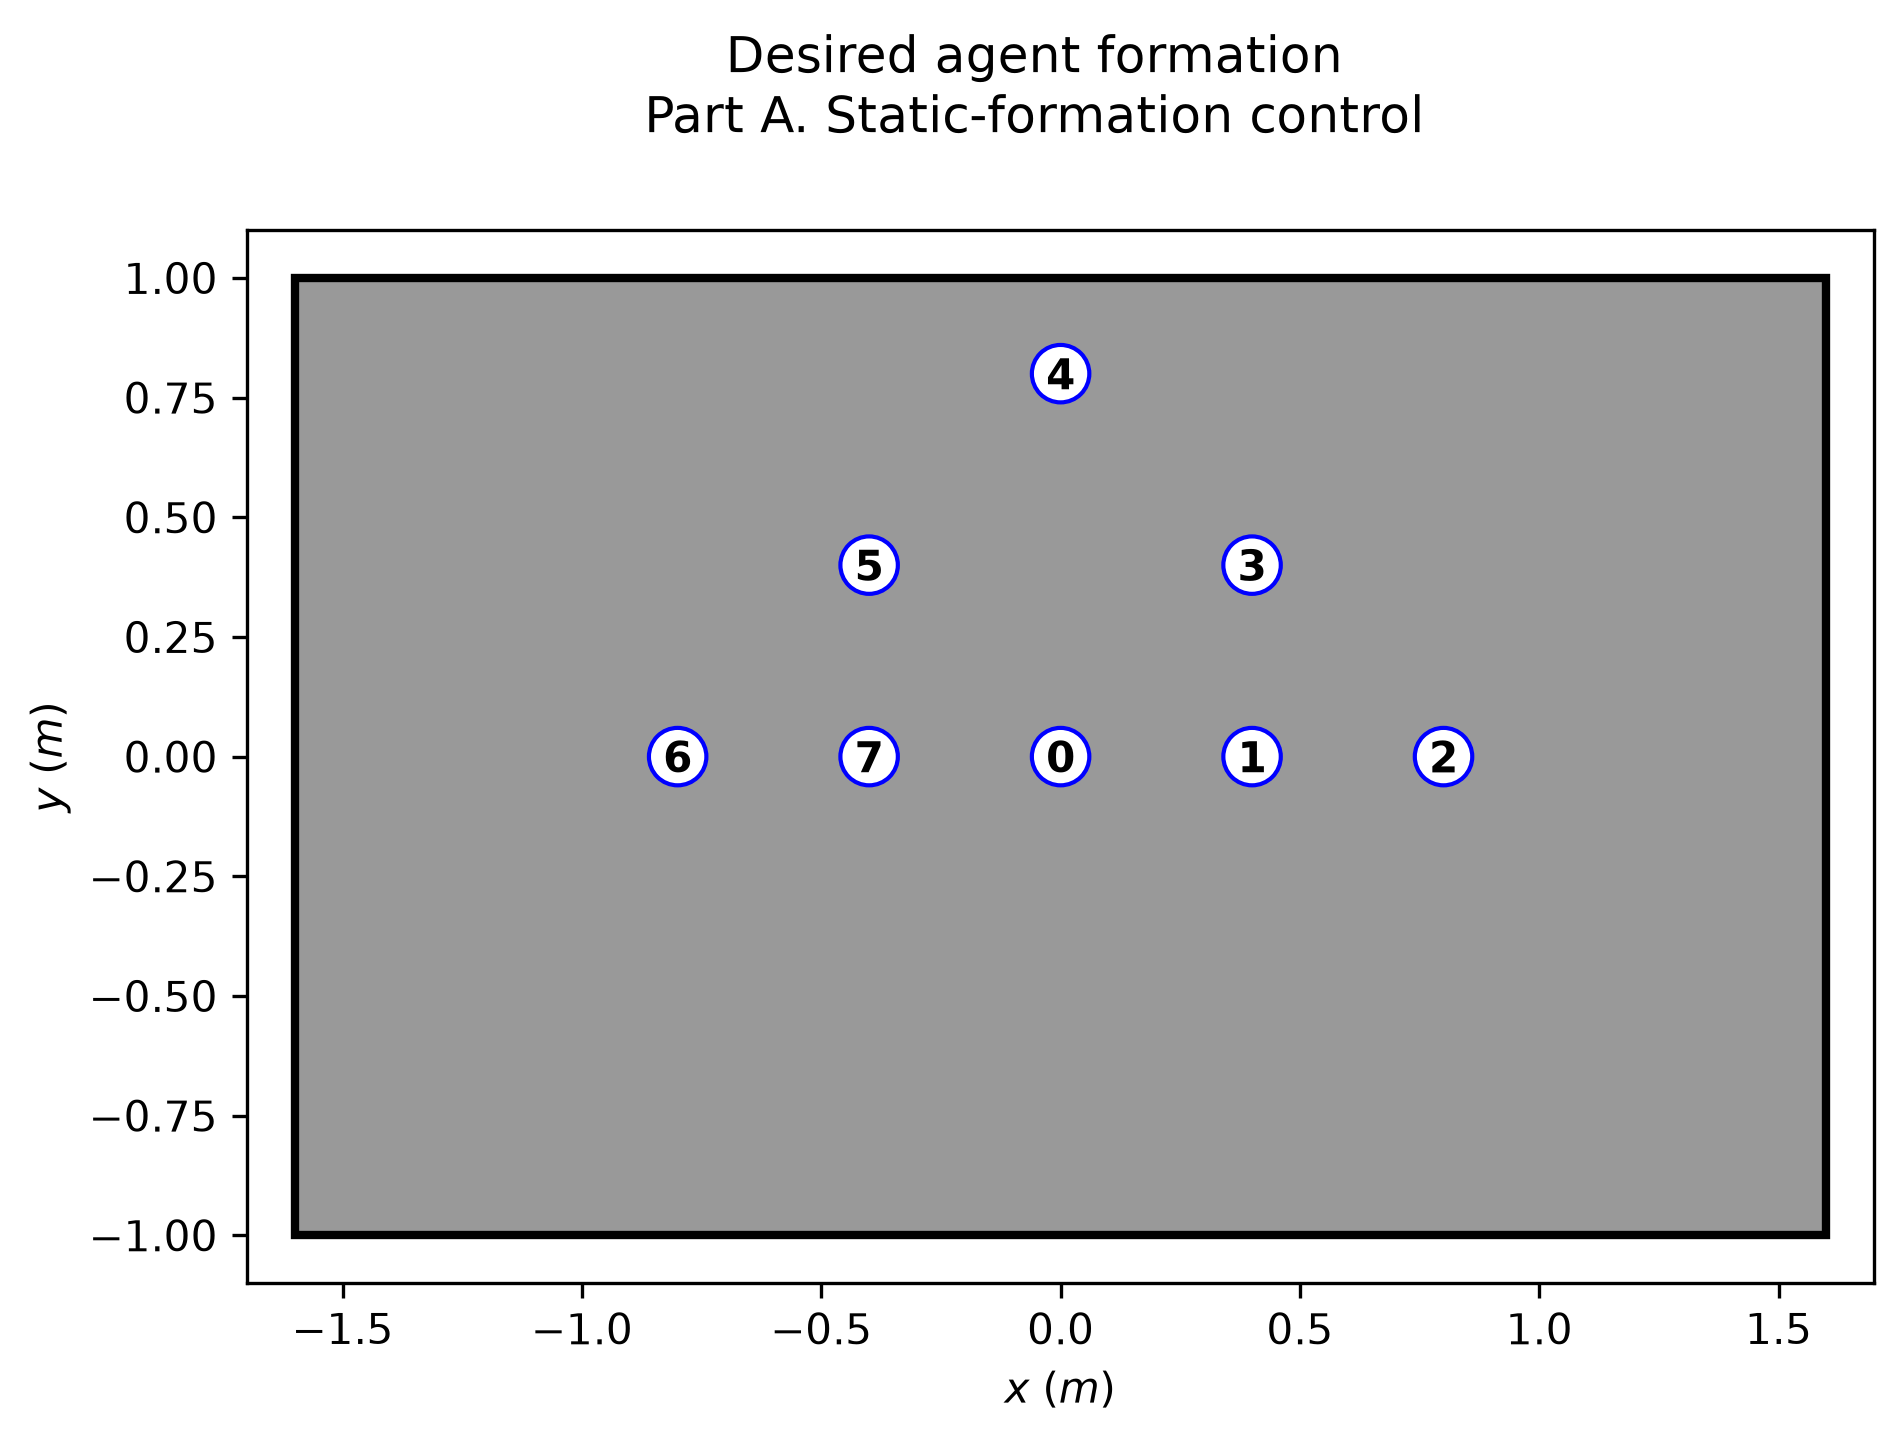 Desired agent formation
Part A. Static-formation control
1.00
4
0.75
0.50
5 3
0.25
y (m)
0.00
6 7 0 1 2
−0.25
−0.50
−0.75
−1.00
−1.5 −1.0 −0.5 0.0 0.5 1.0 1.5
x (m)